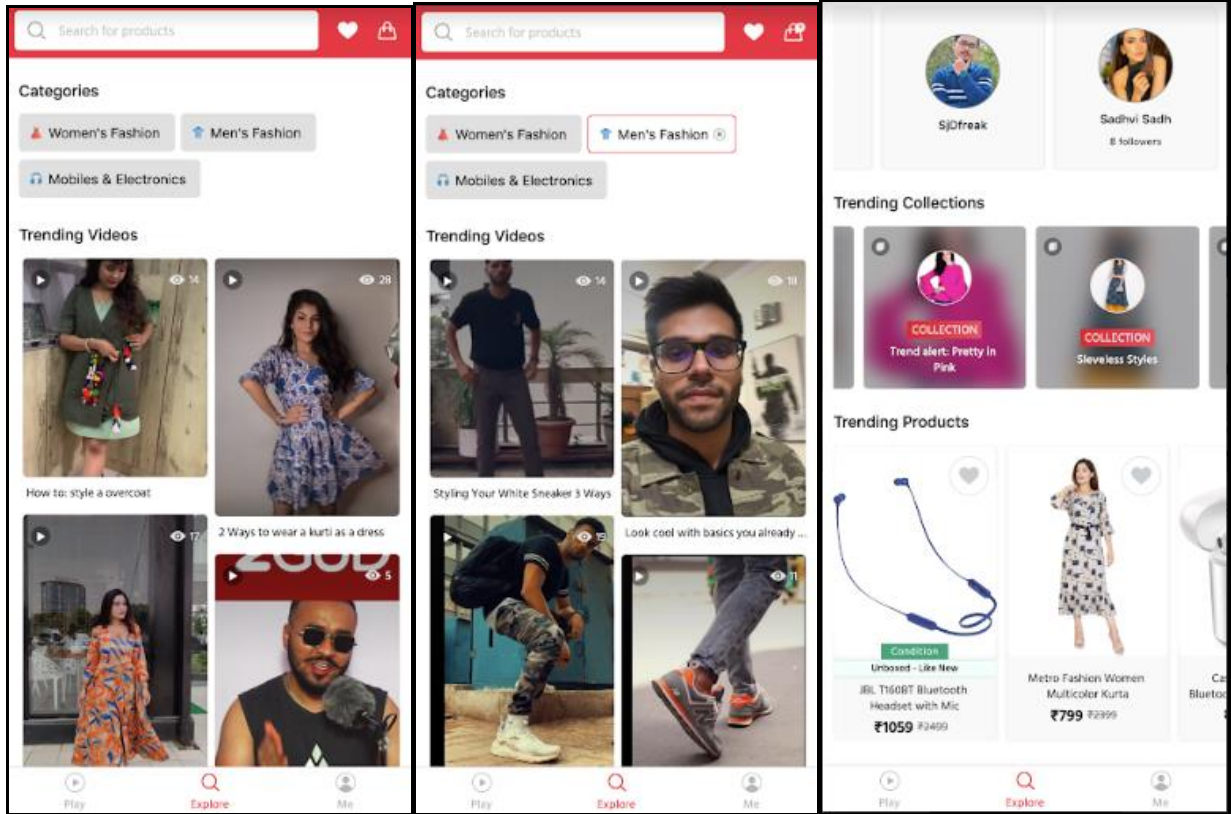 Search for products
Categories
Women's Fashion
Men's Fashion
Mobiles & Electronics
Trending Videos
14
28
How to: style a overcoat
2 Ways to wear a kurti as a dress
17
2GUD
5
Play
Explore
Me
Search for products
Categories
Women's Fashion
Men's Fashion
Mobiles & Electronics
Trending Videos
14
18
Styling Your White Sneaker 3 Ways
Look cool with basics you already ...
11
Play
Explore
Me
SjDfreak
Sadhvi Sadh
8 followers
Trending Collections
COLLECTION
Trend alert: Pretty in
Pink
COLLECTION
Sleveless Styles
Trending Products
Condition
Unboxed - Like New
JBL T160BT Bluetooth
Headset with Mic
₹1059 ₹2499
Metro Fashion Women
Multicolor Kurta
₹799 ₹2399
Play
Explore
Me